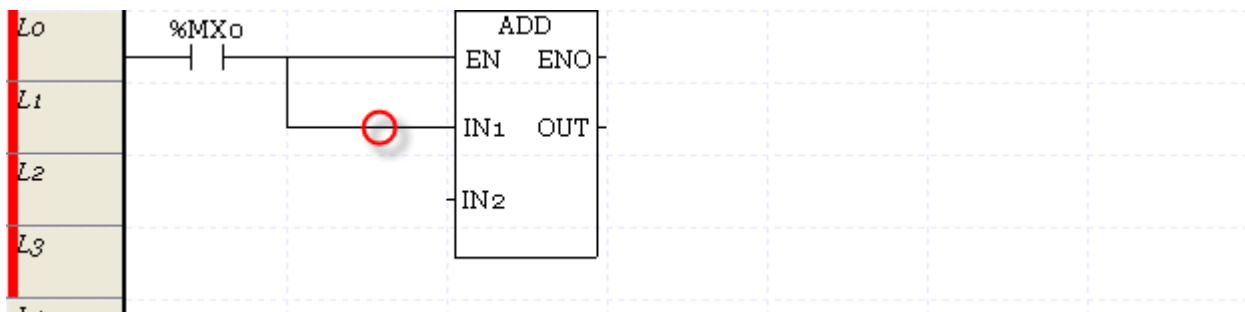 L0
%MX0
ADD
EN ENO
L1
IN1 OUT
L2
IN2
L3